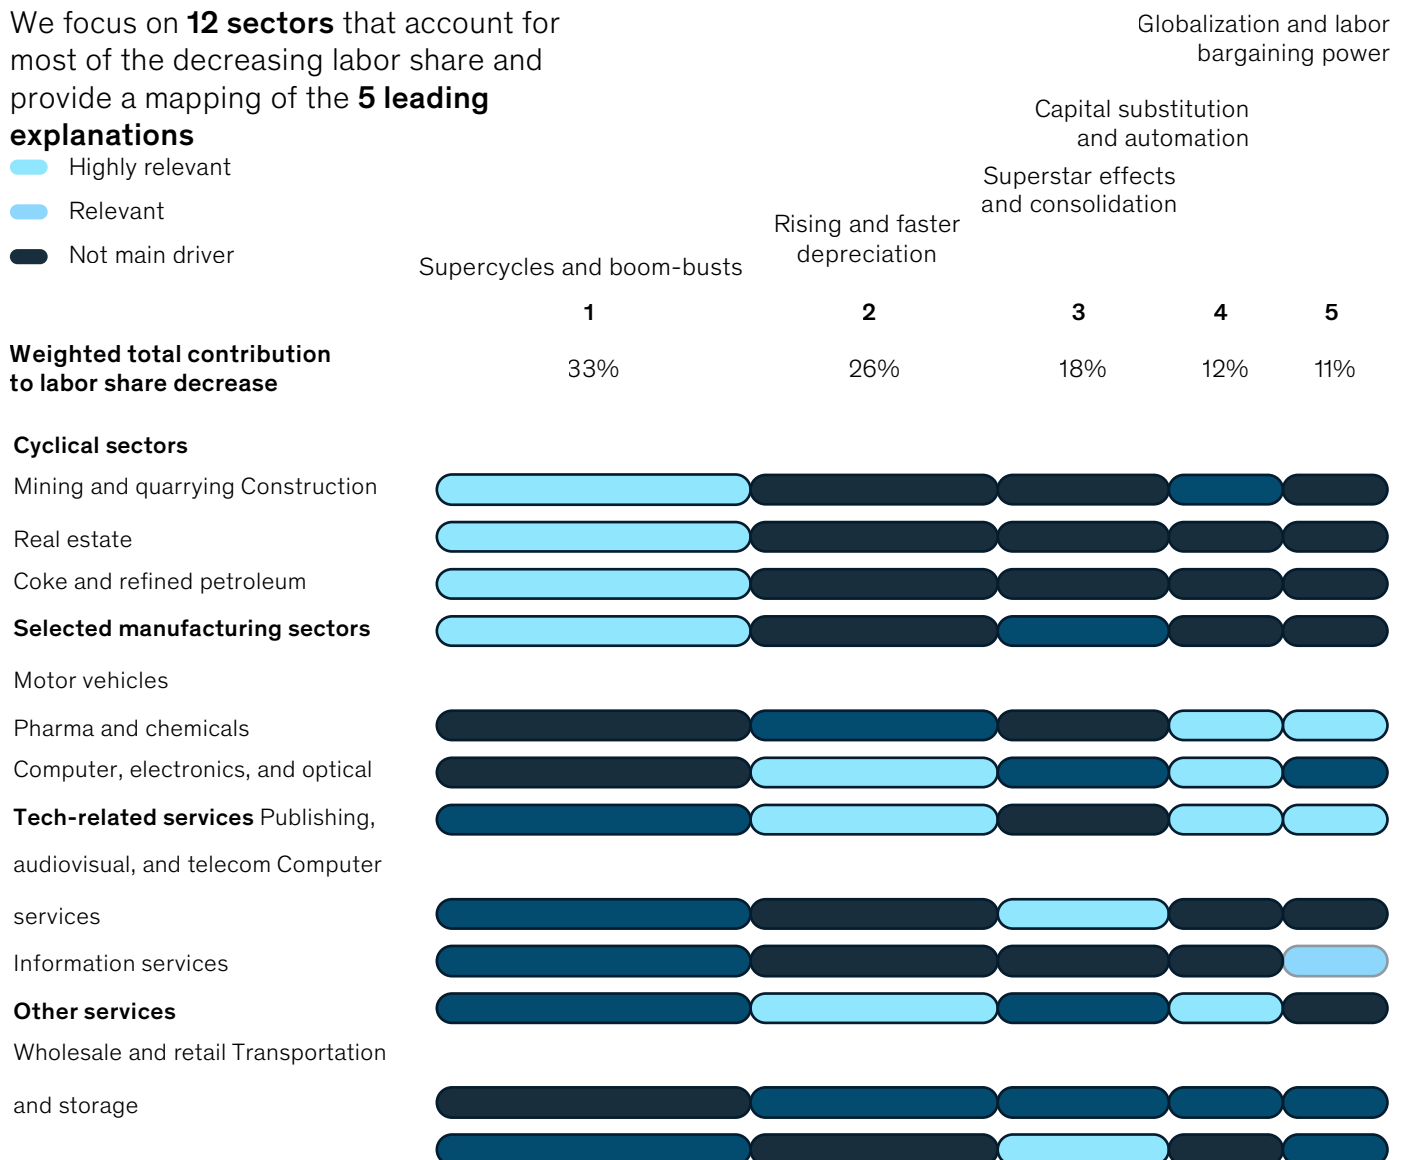 We focus on 12 sectors that account for
most of the decreasing labor share and
provide a mapping of the 5 leading
explanations
Highly relevant
Relevant
Not main driver
Globalization and labor
bargaining power
Capital substitution
and automation
Superstar effects
and consolidation
Rising and faster
depreciation
Supercycles and boom-busts
1 2 3 4 5
Weighted total contribution
to labor share decrease
33% 26% 18% 12% 11%
Cyclical sectors
Mining and quarrying Construction
Real estate
Coke and refined petroleum
Selected manufacturing sectors
Motor vehicles
Pharma and chemicals
Computer, electronics, and optical
Tech-related services Publishing,
audiovisual, and telecom Computer
services
Information services
Other services
Wholesale and retail Transportation
and storage